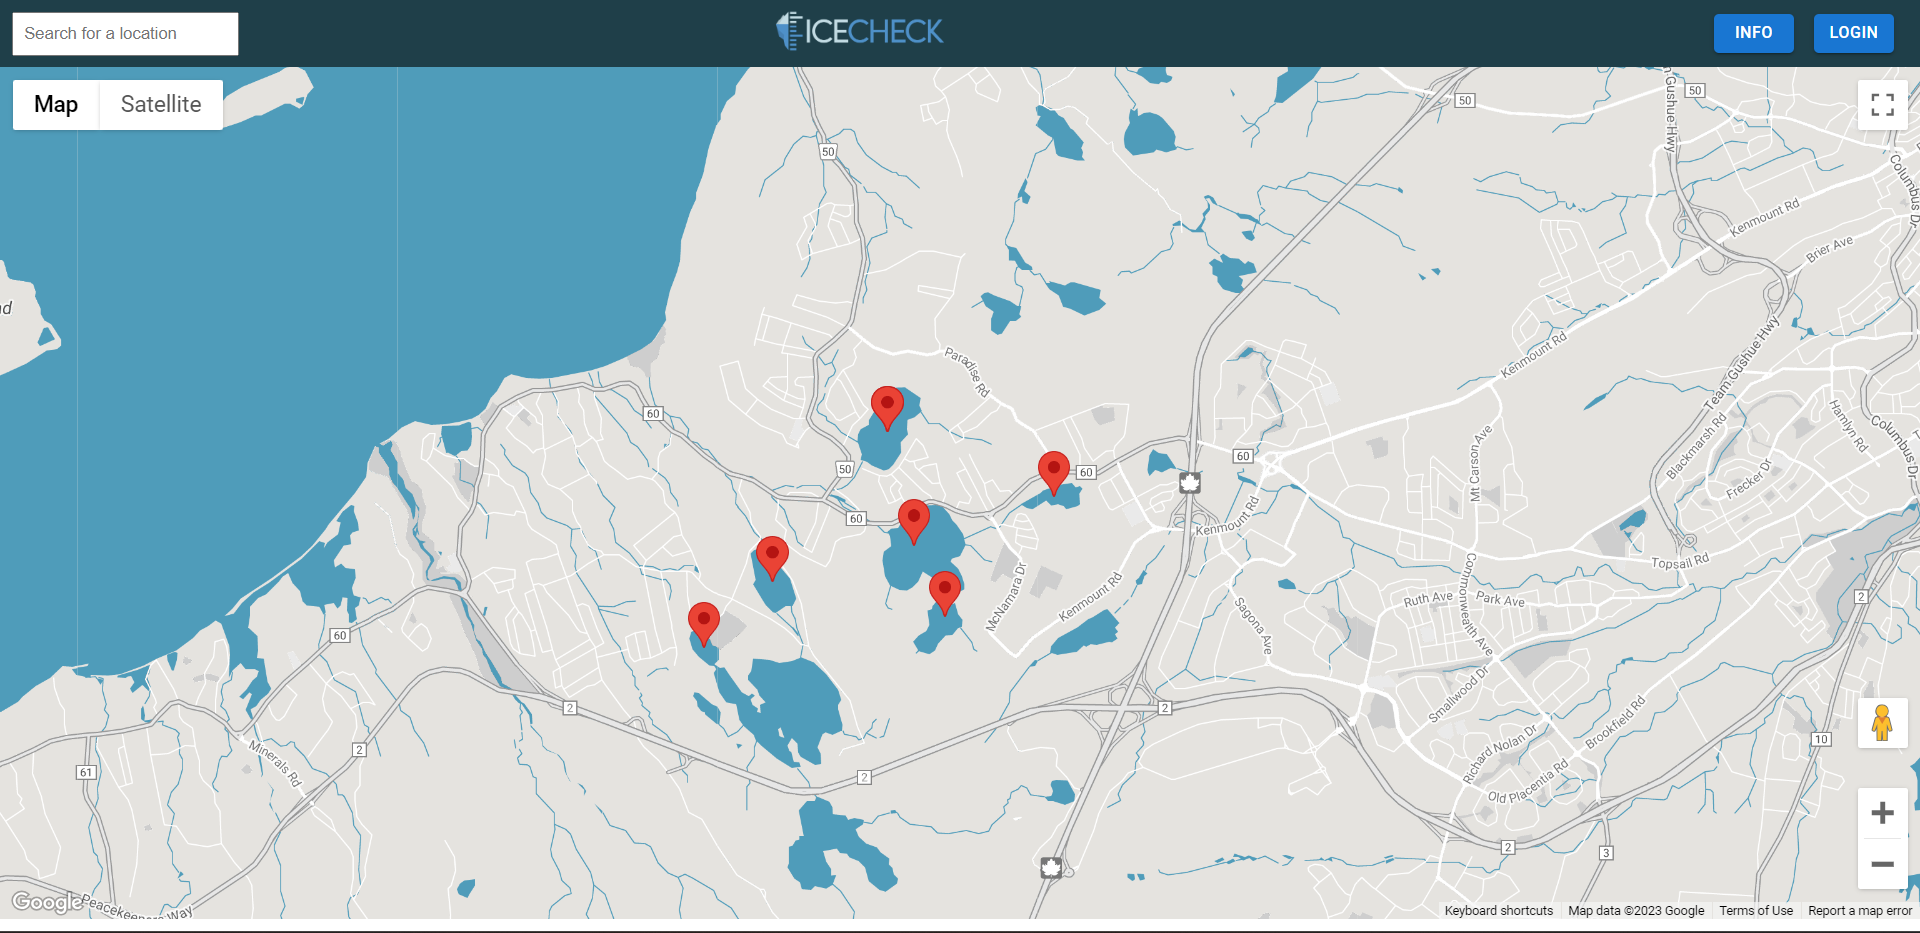 Search for a location
ICECHECK
INFO
LOGIN
Map
Satellite
50
50
50
Kenmount Rd
Brier Ave
Columbus Dr
Gushue Hwy
Paradise Rd
Kenmount Rd
Team Gushue Hwy
60
60
60
50
60
Mt Carson Ave
Blackmarsh Rd
Hamlyn Rd
Columbus Dr
Frecker Dr
Kenmount Rd
McNamara Dr
Kenmount Rd
Sagona Ave
Topsail Rd
Commonwealth Ave
Ruth Ave
Park Ave
2
60
Smallwood Dr
Brookfield Rd
2
2
2
Minerals Rd
61
2
10
Richard Nolan Dr
Old Placentia Rd
2
3
Google
Peacekeepers Way
Keyboard shortcuts
Map data ©2023 Google
Terms of Use
Report a map error